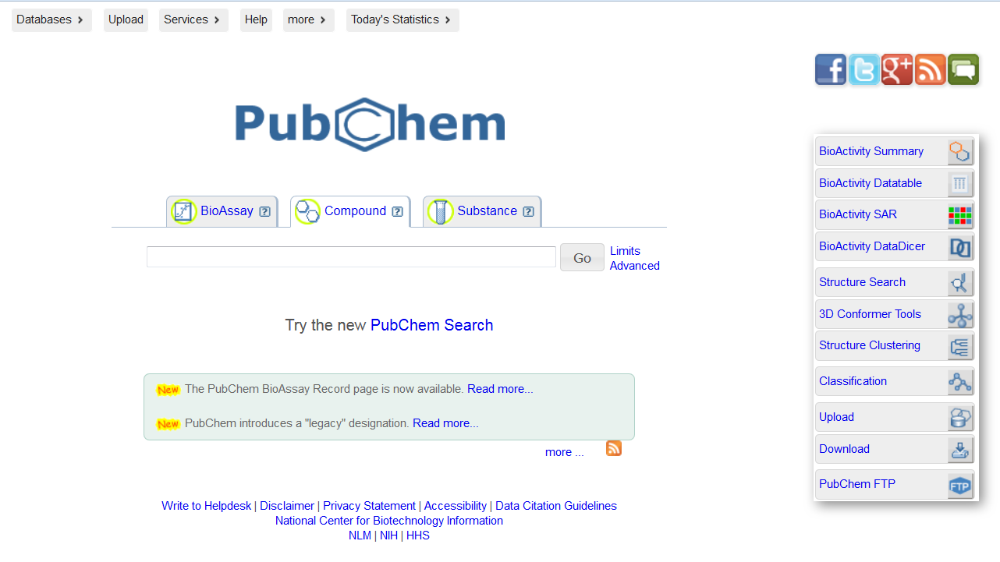 Databases Upload Services Help more Today's Statistics
f t g+
PubChem
BioAssay ? Compound ? Substance ?
Go
Limits
Advanced
Try the new PubChem Search
New The PubChem BioAssay Record page is now available. Read more...
New PubChem introduces a "legacy" designation. Read more...
more ...
Write to Helpdesk | Disclaimer | Privacy Statement | Accessibility | Data Citation Guidelines
National Center for Biotechnology Information
NLM | NIH | HHS
BioActivity Summary
BioActivity Datatable
BioActivity SAR
BioActivity DataDicer
Structure Search
3D Conformer Tools
Structure Clustering
Classification
Upload
Download
PubChem FTP FTP